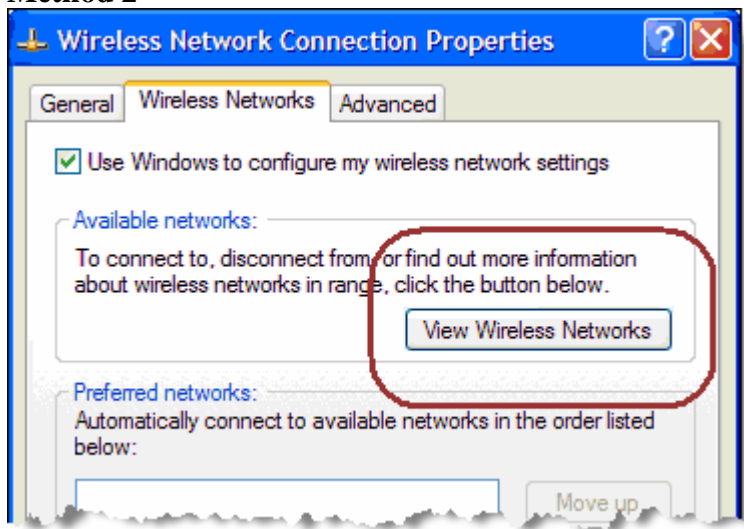 Method 2
Wireless Network Connection Properties
General Wireless Networks Advanced
Use Windows to configure my wireless network settings
Available networks:
To connect to, disconnect from, or find out more information
about wireless networks in range, click the button below.
View Wireless Networks
Preferred networks:
Automatically connect to available networks in the order listed
below:
Move up